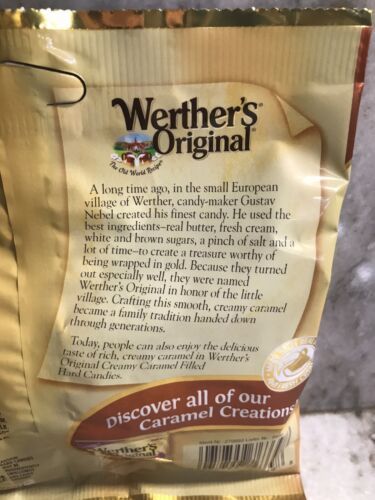 Werther's
Original
The Old World Recipe
A long time ago, in the small European
village of Werther, candy-maker Gustav
Nebel created his finest candy. He used the
best ingredients–real butter, fresh cream,
white and brown sugars, a pinch of salt and a
lot of time–to create a treasure worthy of
being wrapped in gold. Because they turned
out especially well, they were named
Werther's Original in honor of the little
village. Crafting this smooth, creamy caramel
became a family tradition handed down
through generations.
Today, people can also enjoy the delicious
taste of rich, creamy caramel in Werther's
Original Creamy Caramel Filled
Hard Candies.
Discover all of our
Caramel Creations
Werther's
Original